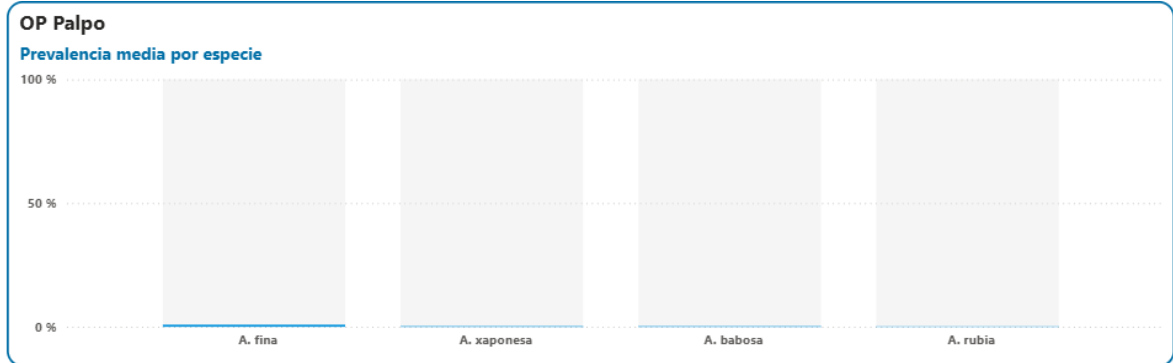 OP Palpo
Prevalencia media por especie
100 %
50 %
0 %
A. fina A. xaponesa A. babosa A. rubia